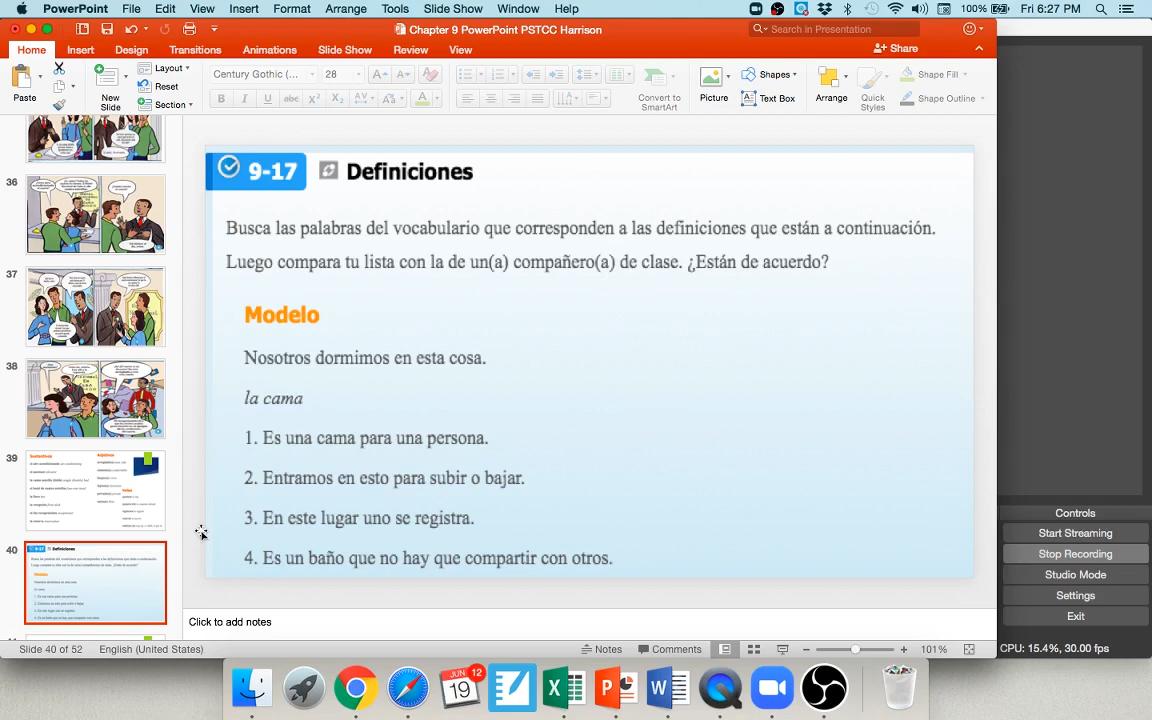 PowerPoint File Edit View Insert Format Arrange Tools Slide Show Window Help 100% Fri 6:27 PM
Chapter 9 PowerPoint PSTCC Harrison
Search in Presentation
Home Insert Design Transitions Animations Slide Show Review View Share
Paste
New Slide
Layout
Reset
Section
Century Gothic (... 28
Convert to SmartArt
Picture
Shapes
Text Box
Arrange
Quick Styles
Shape Fill
Shape Outline
36
37
38
39
40
9-17 Definiciones
Busca las palabras del vocabulario que corresponden a las definiciones que están a continuación.
Luego compara tu lista con la de un(a) compañero(a) de clase. ¿Están de acuerdo?
Modelo
Nosotros dormimos en esta cosa.
la cama
1. Es una cama para una persona.
2. Entramos en esto para subir o bajar.
3. En este lugar uno se registra.
4. Es un baño que no hay que compartir con otros.
Click to add notes
Slide 40 of 52 English (United States) Notes Comments 101%
Controls
Start Streaming
Stop Recording
Studio Mode
Settings
Exit
CPU: 15.4%, 30.00 fps
JUN 12
19